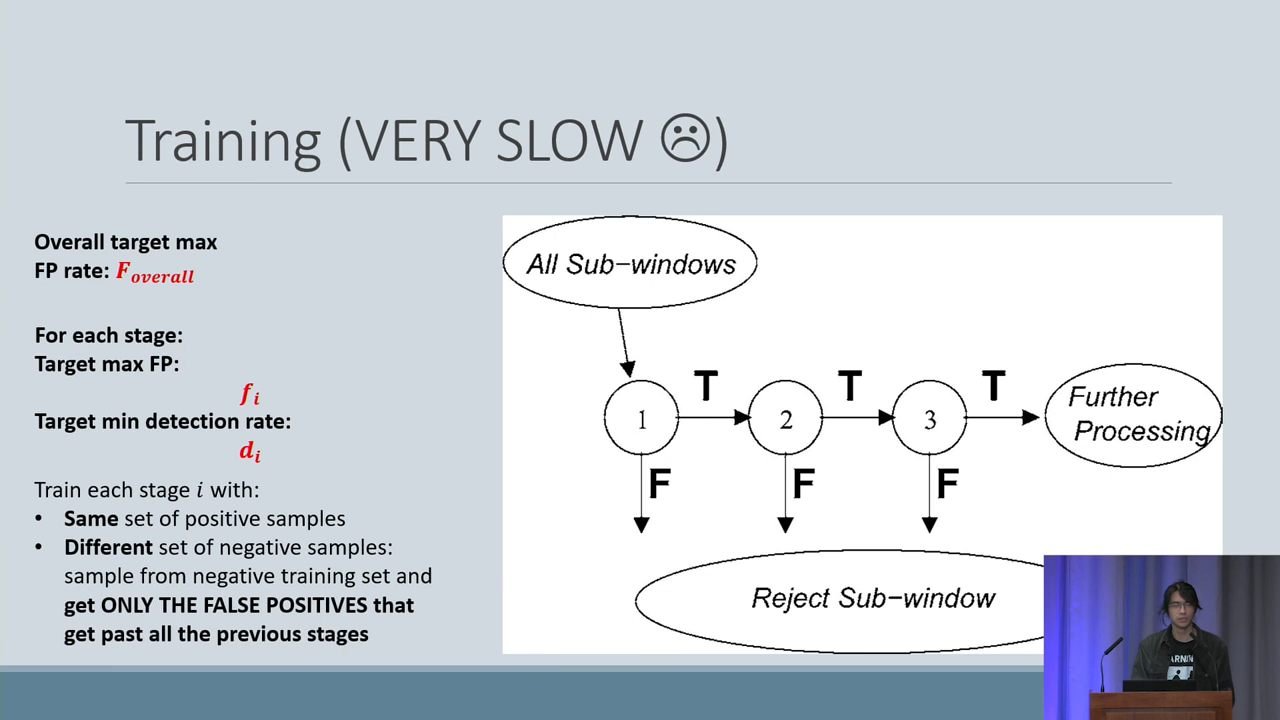 Training (VERY SLOW ☹)
Overall target max
FP rate: F_overall
For each stage:
Target max FP:
f_i
Target min detection rate:
d_i
Train each stage i with:
• Same set of positive samples
• Different set of negative samples:
sample from negative training set and
get ONLY THE FALSE POSITIVES that
get past all the previous stages
All Sub-windows
T T T
1 2 3
Further
Processing
F F F
Reject Sub-window